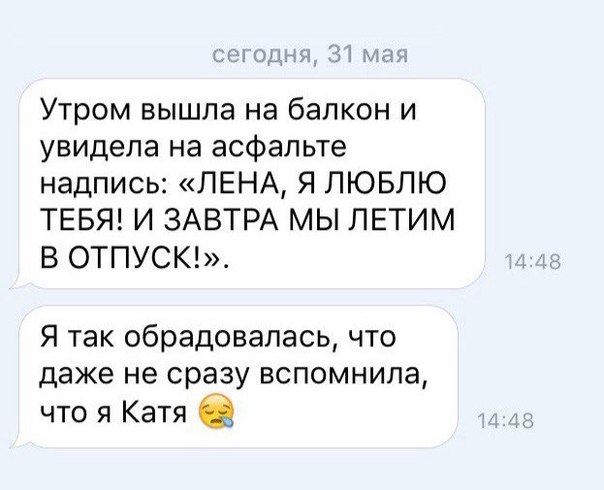 сегодня, 31 мая
Утром вышла на балкон и
увидела на асфальте
надпись: «ЛЕНА, Я ЛЮБЛЮ
ТЕБЯ! И ЗАВТРА МЫ ЛЕТИМ
В ОТПУСК!».
14:48
Я так обрадовалась, что
даже не сразу вспомнила,
что я Катя 😪
14:48